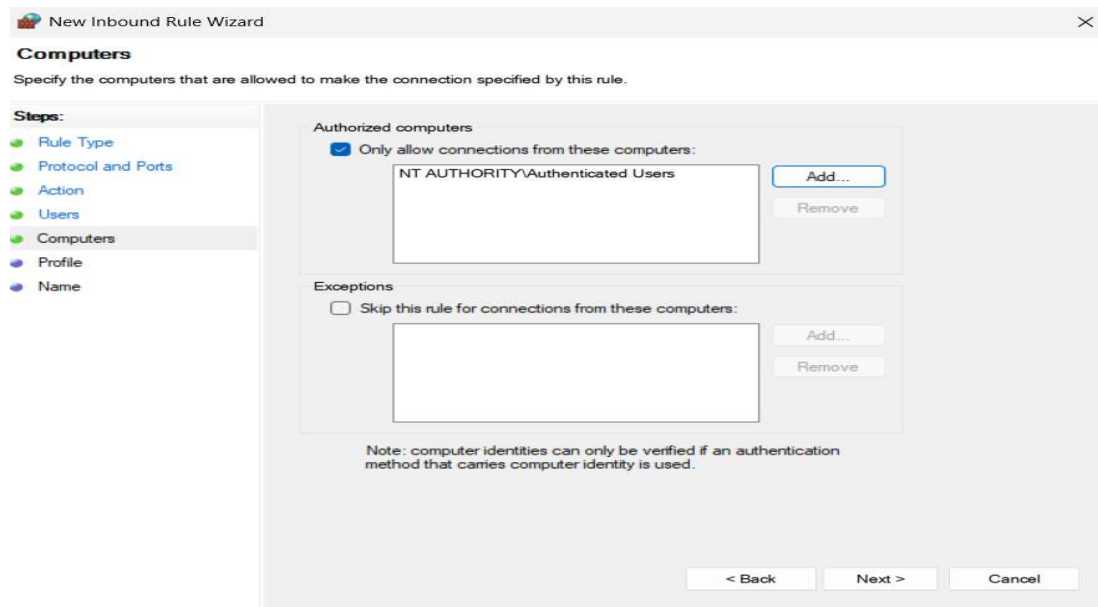 New Inbound Rule Wizard
Computers
Specify the computers that are allowed to make the connection specified by this rule.
Steps:
Rule Type
Protocol and Ports
Action
Users
Computers
Profile
Name
Authorized computers
Only allow connections from these computers:
NT AUTHORITY\Authenticated Users
Add...
Remove
Exceptions
Skip this rule for connections from these computers:
Add...
Remove
Note: computer identities can only be verified if an authentication
method that carries computer identity is used.
< Back Next > Cancel